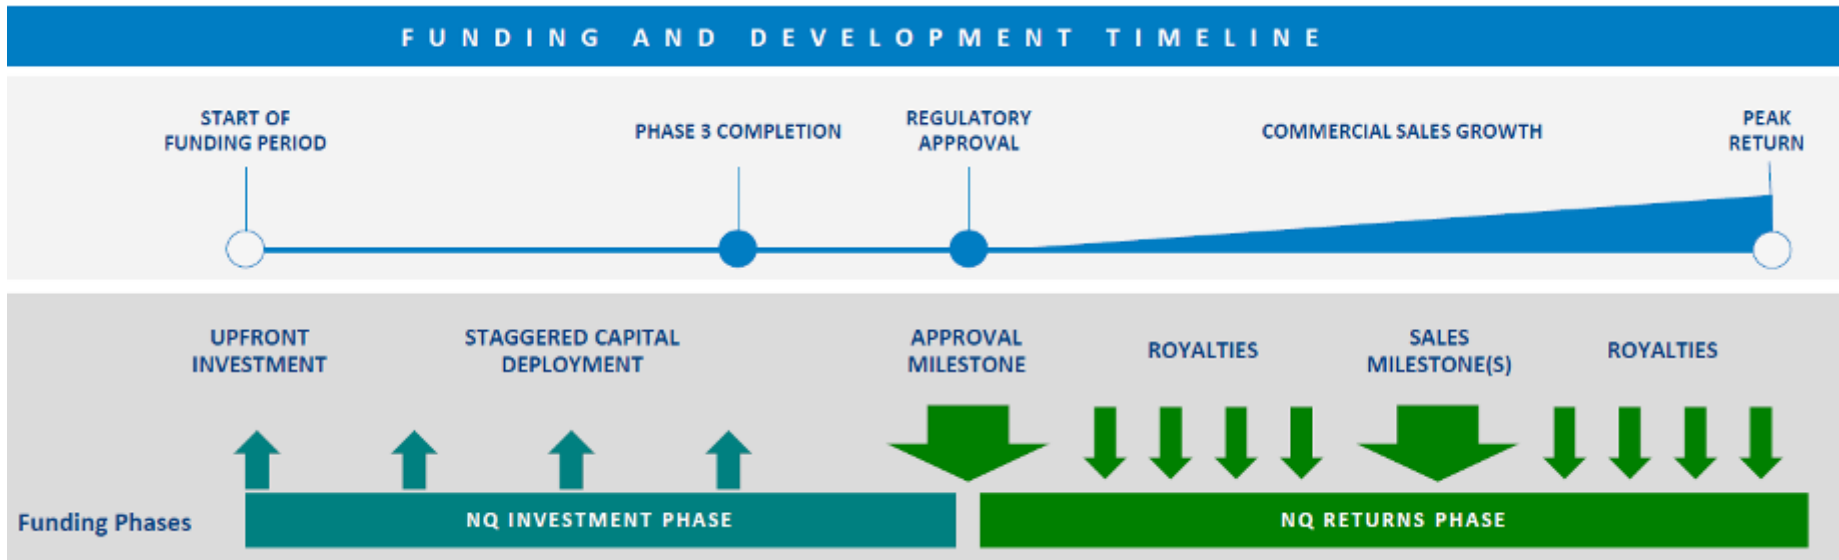 FUNDING AND DEVELOPMENT TIMELINE
START OF
FUNDING PERIOD
PHASE 3 COMPLETION
REGULATORY
APPROVAL
COMMERCIAL SALES GROWTH
PEAK
RETURN
UPFRONT
INVESTMENT
STAGGERED CAPITAL
DEPLOYMENT
APPROVAL
MILESTONE
ROYALTIES
SALES
MILESTONE(S)
ROYALTIES
Funding Phases
NQ INVESTMENT PHASE
NQ RETURNS PHASE